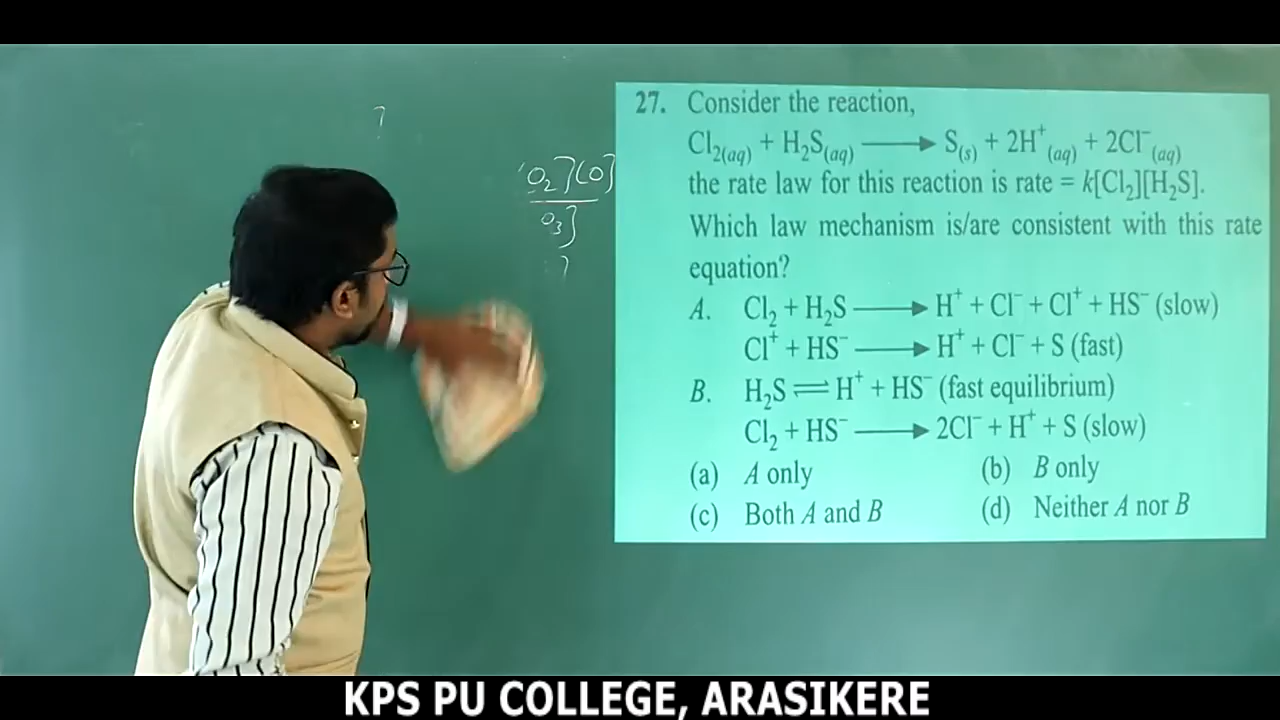 ?
O₂](O]
O₃]
27. Consider the reaction,
Cl₂(aq) + H₂S(aq) ⟶ S(s) + 2H⁺(aq) + 2Cl⁻(aq)
the rate law for this reaction is rate = k[Cl₂][H₂S].
Which law mechanism is/are consistent with this rate
equation?
A. Cl₂ + H₂S ⟶ H⁺ + Cl⁻ + Cl⁺ + HS⁻ (slow)
Cl⁺ + HS⁻ ⟶ H⁺ + Cl⁻ + S (fast)
B. H₂S ⇌ H⁺ + HS⁻ (fast equilibrium)
Cl₂ + HS⁻ ⟶ 2Cl⁻ + H⁺ + S (slow)
(a) A only (b) B only
(c) Both A and B (d) Neither A nor B
KPS PU COLLEGE, ARASIKERE